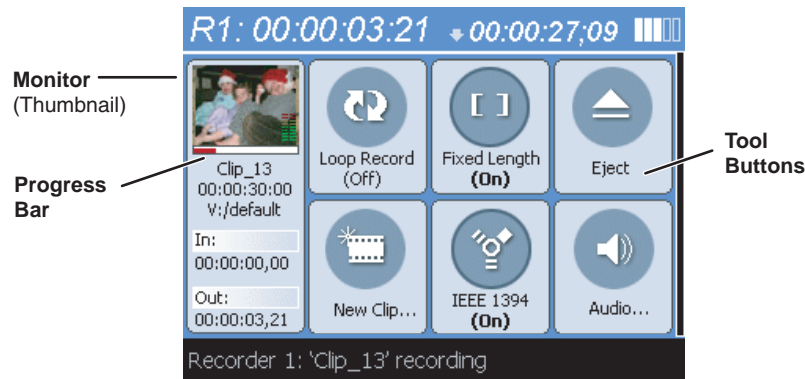 R1: 00:00:03:21 00:00:27;09
Monitor
(Thumbnail)
Progress
Bar
Clip_13
00:00:30:00
V:/default
In:
00:00:00,00
Out:
00:00:03,21
Loop Record
(Off)
Fixed Length
(On)
Eject
New Clip...
IEEE 1394
(On)
Audio...
Tool
Buttons
Recorder 1: 'Clip_13' recording